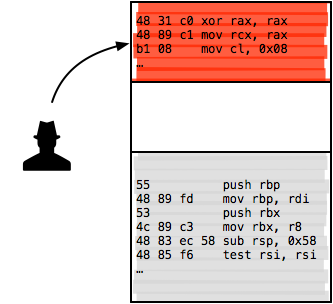 48 31 c0 xor rax, rax
48 89 c1 mov rcx, rax
b1 08 mov cl, 0x08
…
55 push rbp
48 89 fd mov rbp, rdi
53 push rbx
4c 89 c3 mov rbx, r8
48 83 ec 58 sub rsp, 0x58
48 85 f6 test rsi, rsi
…